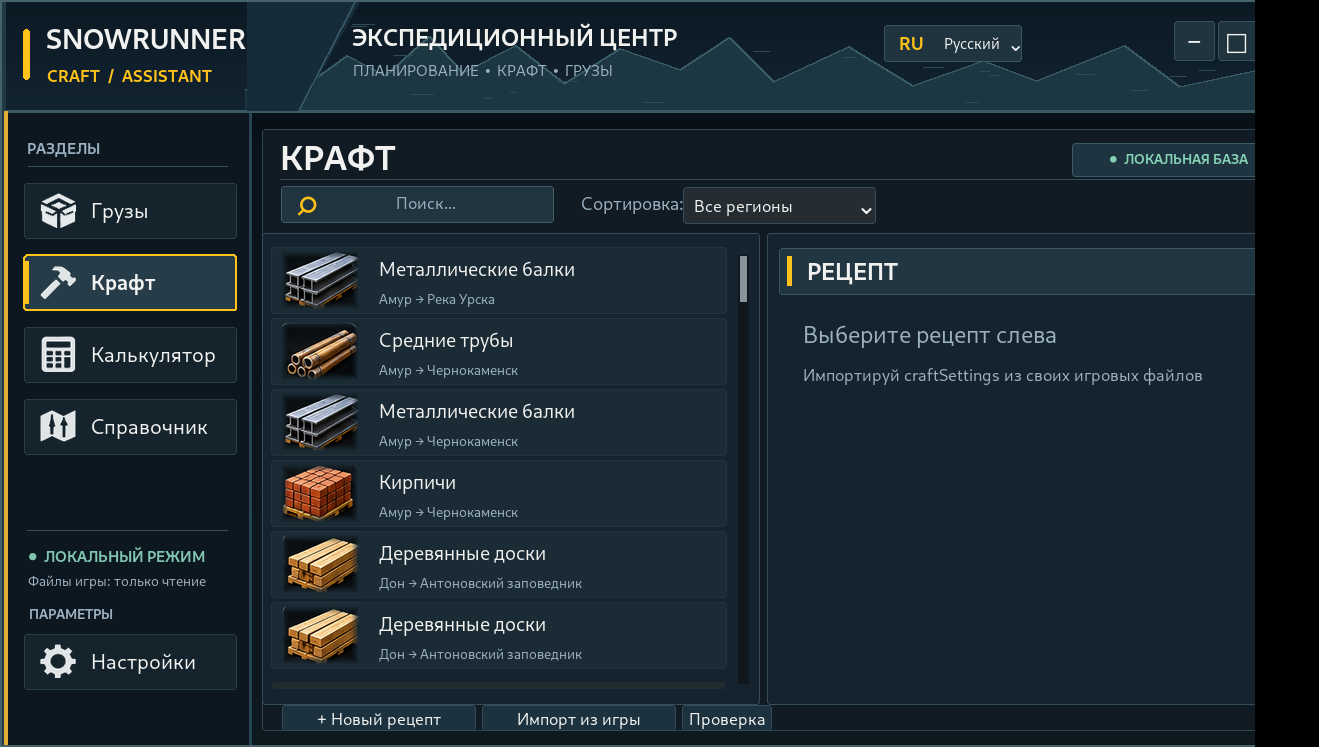 SNOWRUNNER
CRAFT / ASSISTANT
ЭКСПЕДИЦИОННЫЙ ЦЕНТР
ПЛАНИРОВАНИЕ • КРАФТ • ГРУЗЫ
RU Русский
РАЗДЕЛЫ
Грузы
Крафт
Калькулятор
Справочник
● ЛОКАЛЬНЫЙ РЕЖИМ
Файлы игры: только чтение
ПАРАМЕТРЫ
Настройки
КРАФТ
● ЛОКАЛЬНАЯ БАЗА
Поиск...
Сортировка: Все регионы
Металлические балки
Амур → Река Урска
Средние трубы
Амур → Чернокаменск
Металлические балки
Амур → Чернокаменск
Кирпичи
Амур → Чернокаменск
Деревянные доски
Дон → Антоновский заповедник
Деревянные доски
Дон → Антоновский заповедник
РЕЦЕПТ
Выберите рецепт слева
Импортируй craftSettings из своих игровых файлов
+ Новый рецепт
Импорт из игры
Проверка